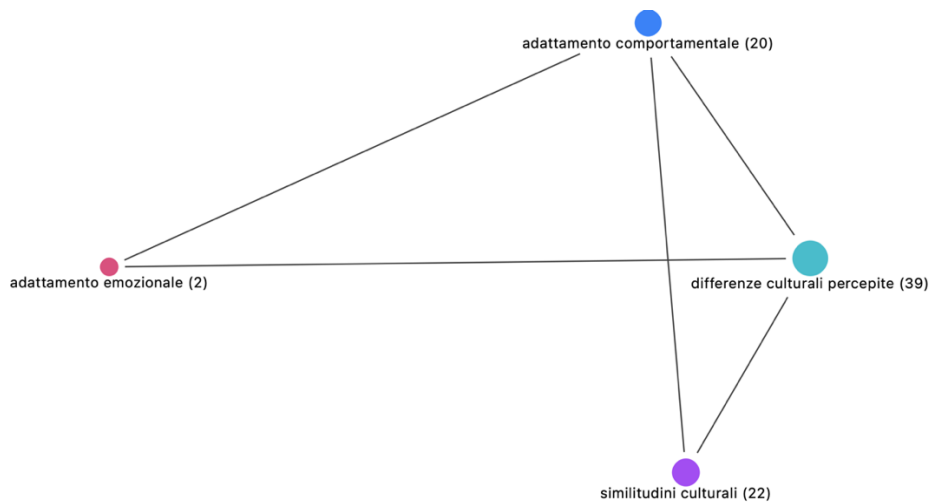 adattamento comportamentale (20)
adattamento emozionale (2)
differenze culturali percepite (39)
similitudini culturali (22)